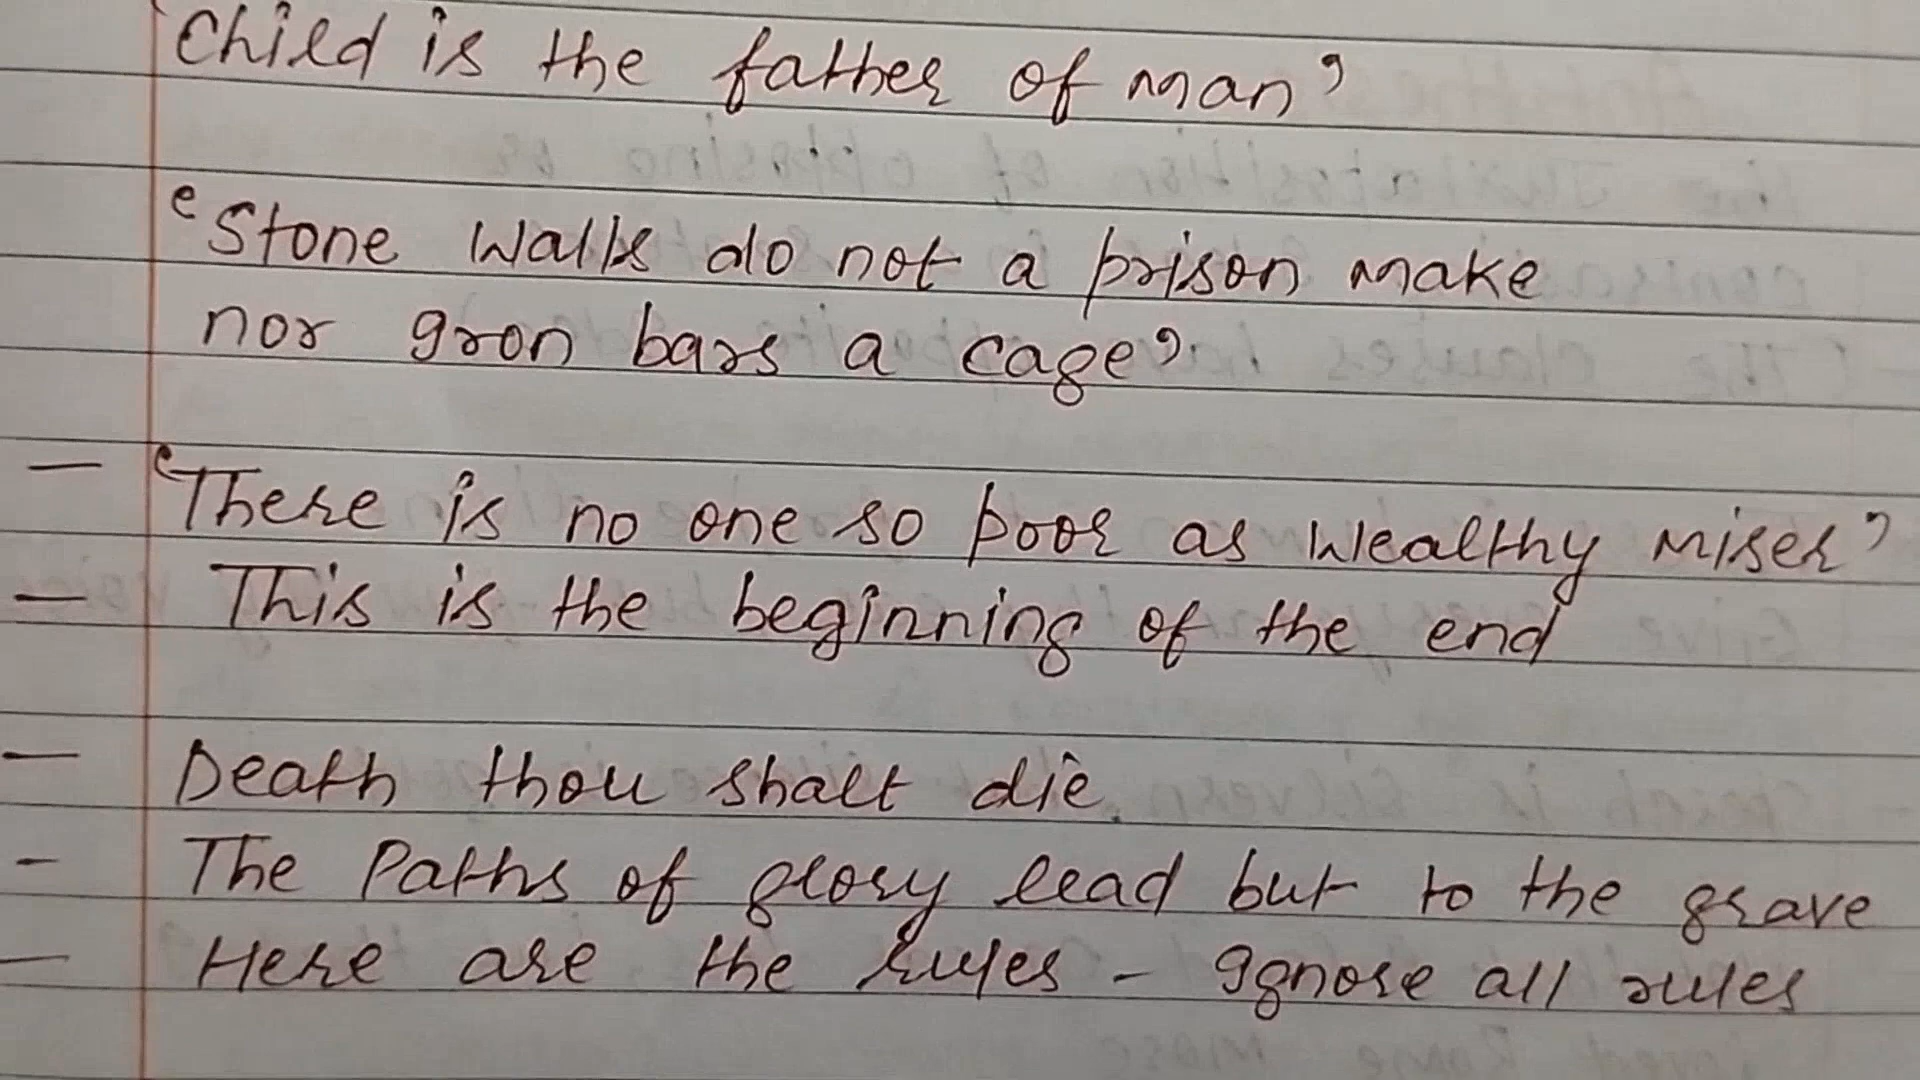 Child is the father of man'
'Stone walls do not a prison make
nor Iron bars a cage'
— 'There is no one so poor as wealthy miser'
— This is the beginning of the end
— Death thou shalt die.
— The Paths of glory lead but to the grave
— Here are the rules - Ignore all rules